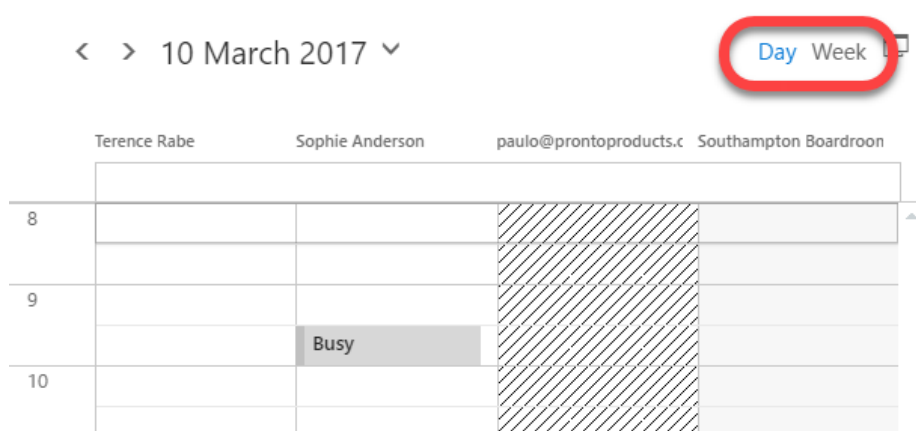 10 March 2017
Day Week
Terence Rabe Sophie Anderson paulo@prontoproducts.c Southampton Boardroon
8
9
Busy
10